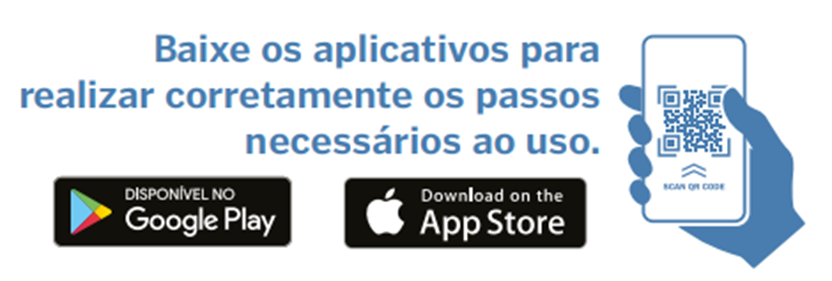 Baixe os aplicativos para
realizar corretamente os passos
necessários ao uso.
DISPONÍVEL NO
Google Play
Download on the
App Store
SCAN QR CODE